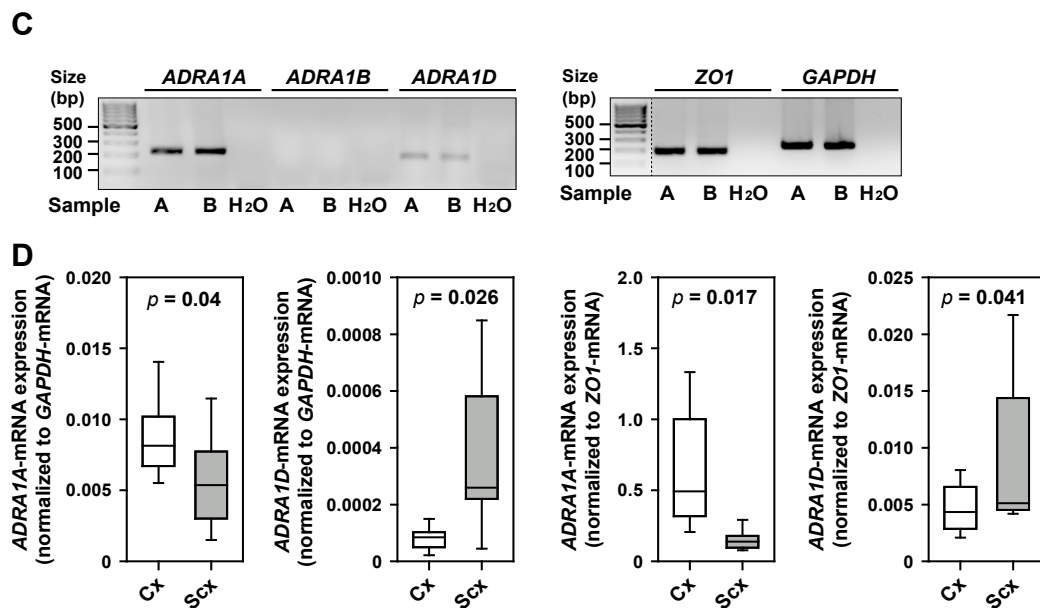 C
Size
(bp)
ADRA1A ADRA1B ADRA1D
500
300
200
100
Sample A B H2O A B H2O A B H2O
Size
(bp)
ZO1 GAPDH
500
300
200
100
A B H2O A B H2O
D
ADRA1A-mRNA expression
(normalized to GAPDH-mRNA)
0.020
0.015
0.010
0.005
0
p = 0.04
Cx Scx
ADRA1D-mRNA expression
(normalized to GAPDH-mRNA)
0.0010
0.0008
0.0006
0.0004
0.0002
0
p = 0.026
Cx Scx
ADRA1A-mRNA expression
(normalized to ZO1-mRNA)
2.0
1.5
1.0
0.5
0
p = 0.017
Cx Scx
ADRA1D-mRNA expression
(normalized to ZO1-mRNA)
0.025
0.020
0.015
0.010
0.005
0
p = 0.041
Cx Scx